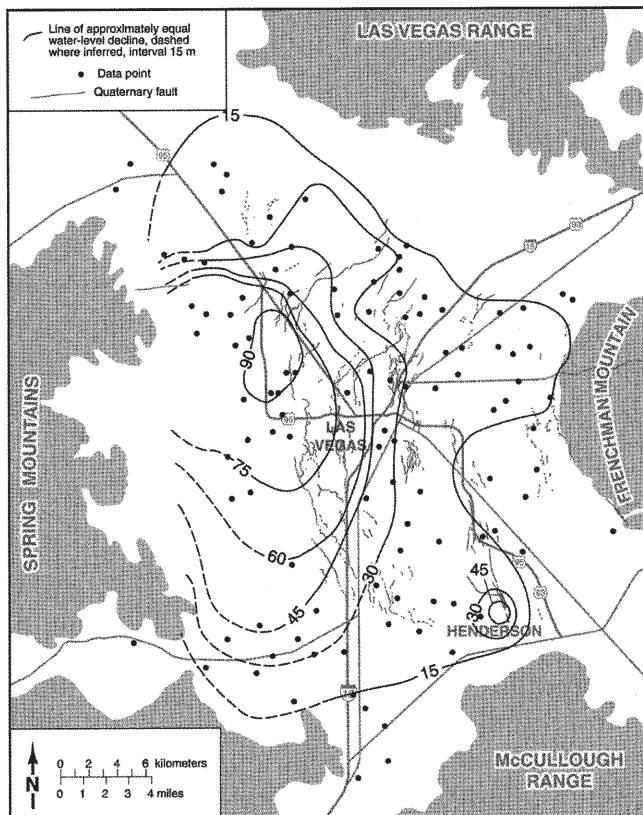 Line of approximately equal
water-level decline, dashed
where inferred, interval 15 m
Data point
Quaternary fault
LAS VEGAS RANGE
15
95
93
15
90
FRENCHMAN MOUNTAIN
SPRING MOUNTAINS
95
LAS
VEGAS
75
60
45
30
45
30
95
93
HENDERSON
15
15
McCULLOUGH
RANGE
N
0 2 4 6 kilometers
0 1 2 3 4 miles